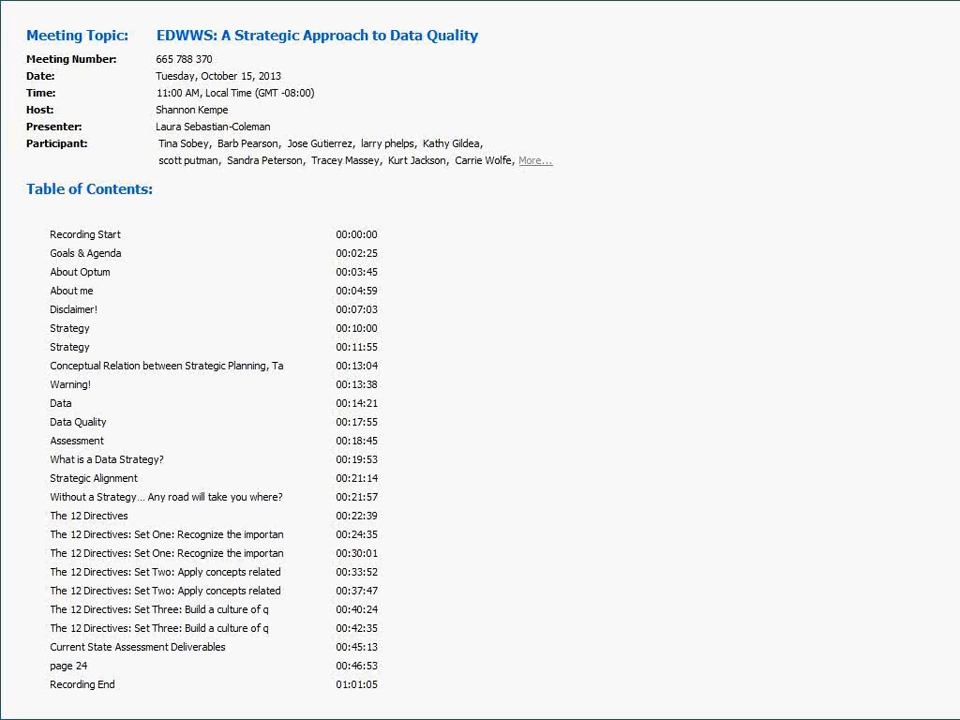 Meeting Topic: EDWWS: A Strategic Approach to Data Quality
Meeting Number: 665 788 370
Date: Tuesday, October 15, 2013
Time: 11:00 AM, Local Time (GMT -08:00)
Host: Shannon Kempe
Presenter: Laura Sebastian-Coleman
Participant: Tina Sobey, Barb Pearson, Jose Gutierrez, larry phelps, Kathy Gildea,
scott putman, Sandra Peterson, Tracey Massey, Kurt Jackson, Carrie Wolfe, More...
Table of Contents:
Recording Start 00:00:00
Goals & Agenda 00:02:25
About Optum 00:03:45
About me 00:04:59
Disclaimer! 00:07:03
Strategy 00:10:00
Strategy 00:11:55
Conceptual Relation between Strategic Planning, Ta 00:13:04
Warning! 00:13:38
Data 00:14:21
Data Quality 00:17:55
Assessment 00:18:45
What is a Data Strategy? 00:19:53
Strategic Alignment 00:21:14
Without a Strategy... Any road will take you where? 00:21:57
The 12 Directives 00:22:39
The 12 Directives: Set One: Recognize the importan 00:24:35
The 12 Directives: Set One: Recognize the importan 00:30:01
The 12 Directives: Set Two: Apply concepts related 00:33:52
The 12 Directives: Set Two: Apply concepts related 00:37:47
The 12 Directives: Set Three: Build a culture of q 00:40:24
The 12 Directives: Set Three: Build a culture of q 00:42:35
Current State Assessment Deliverables 00:45:13
page 24 00:46:53
Recording End 01:01:05